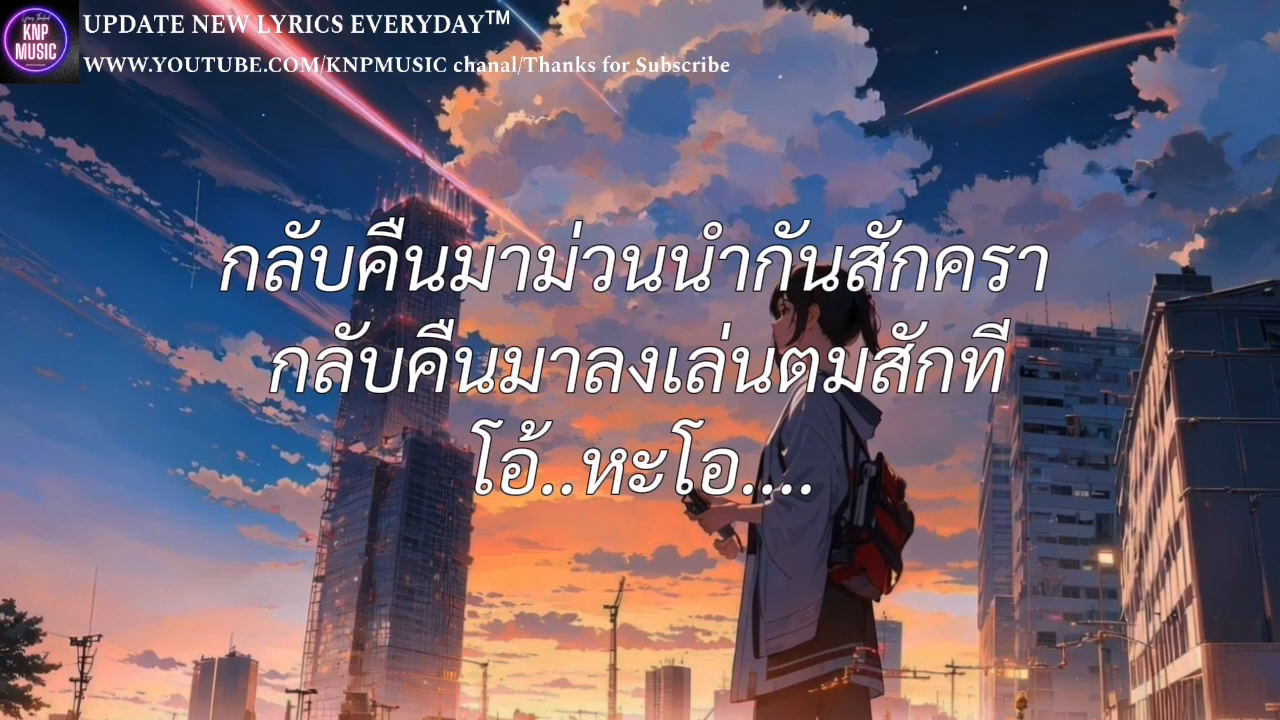 UPDATE NEW LYRICS EVERYDAY™
WWW.YOUTUBE.COM/KNPMUSIC chanal/Thanks for Subscribe
KNP
MUSIC
กลับคืนมาม่วนนำกันสักครา
กลับคืนมาลงเล่นตมสักที
โอ้..หะโอ....